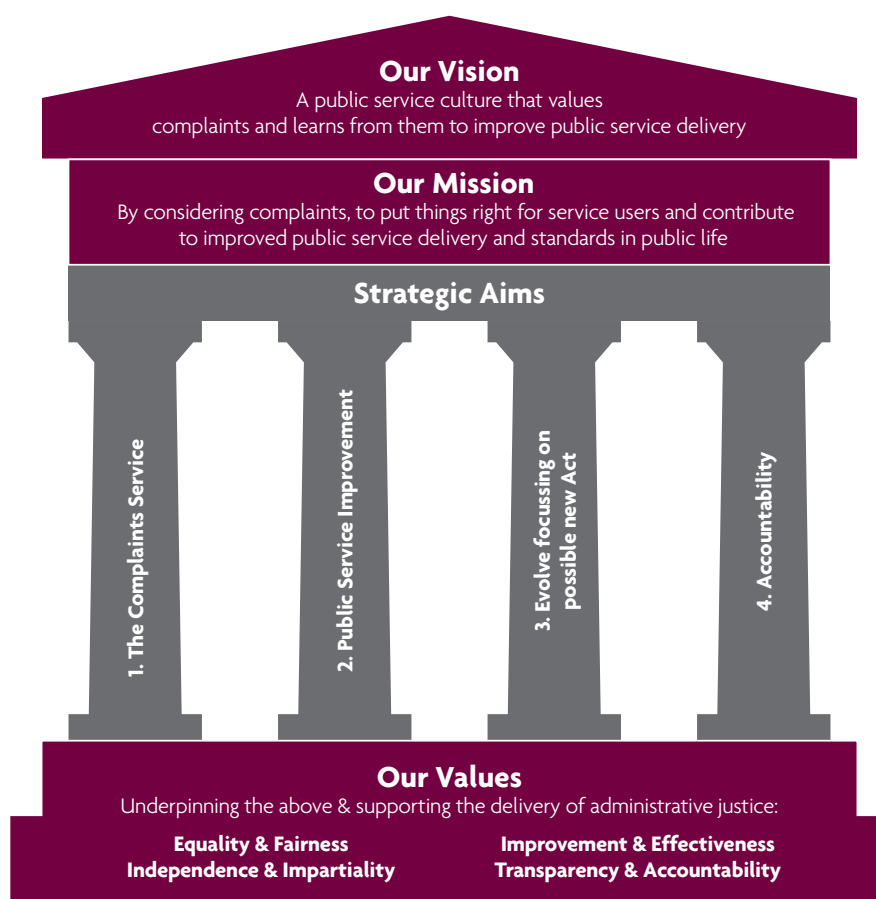 Our Vision
A public service culture that values
complaints and learns from them to improve public service delivery
Our Mission
By considering complaints, to put things right for service users and contribute
to improved public service delivery and standards in public life
Strategic Aims
1. The Complaints Service
2. Public Service Improvement
3. Evolve focussing on
possible new Act
4. Accountability
Our Values
Underpinning the above & supporting the delivery of administrative justice:
Equality & Fairness
Independence & Impartiality
Improvement & Effectiveness
Transparency & Accountability